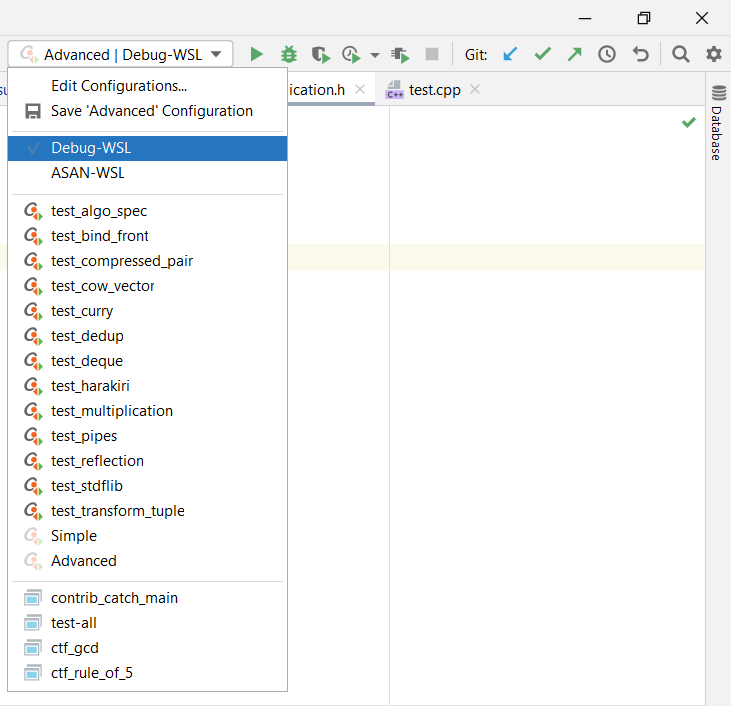 Advanced | Debug-WSL
Git:
Edit Configurations...
Save 'Advanced' Configuration
Debug-WSL
ASAN-WSL
test_algo_spec
test_bind_front
test_compressed_pair
test_cow_vector
test_curry
test_dedup
test_deque
test_harakiri
test_multiplication
test_pipes
test_reflection
test_stdflib
test_transform_tuple
Simple
Advanced
contrib_catch_main
test-all
ctf_gcd
ctf_rule_of_5
ication.h
C++ test.cpp
Database